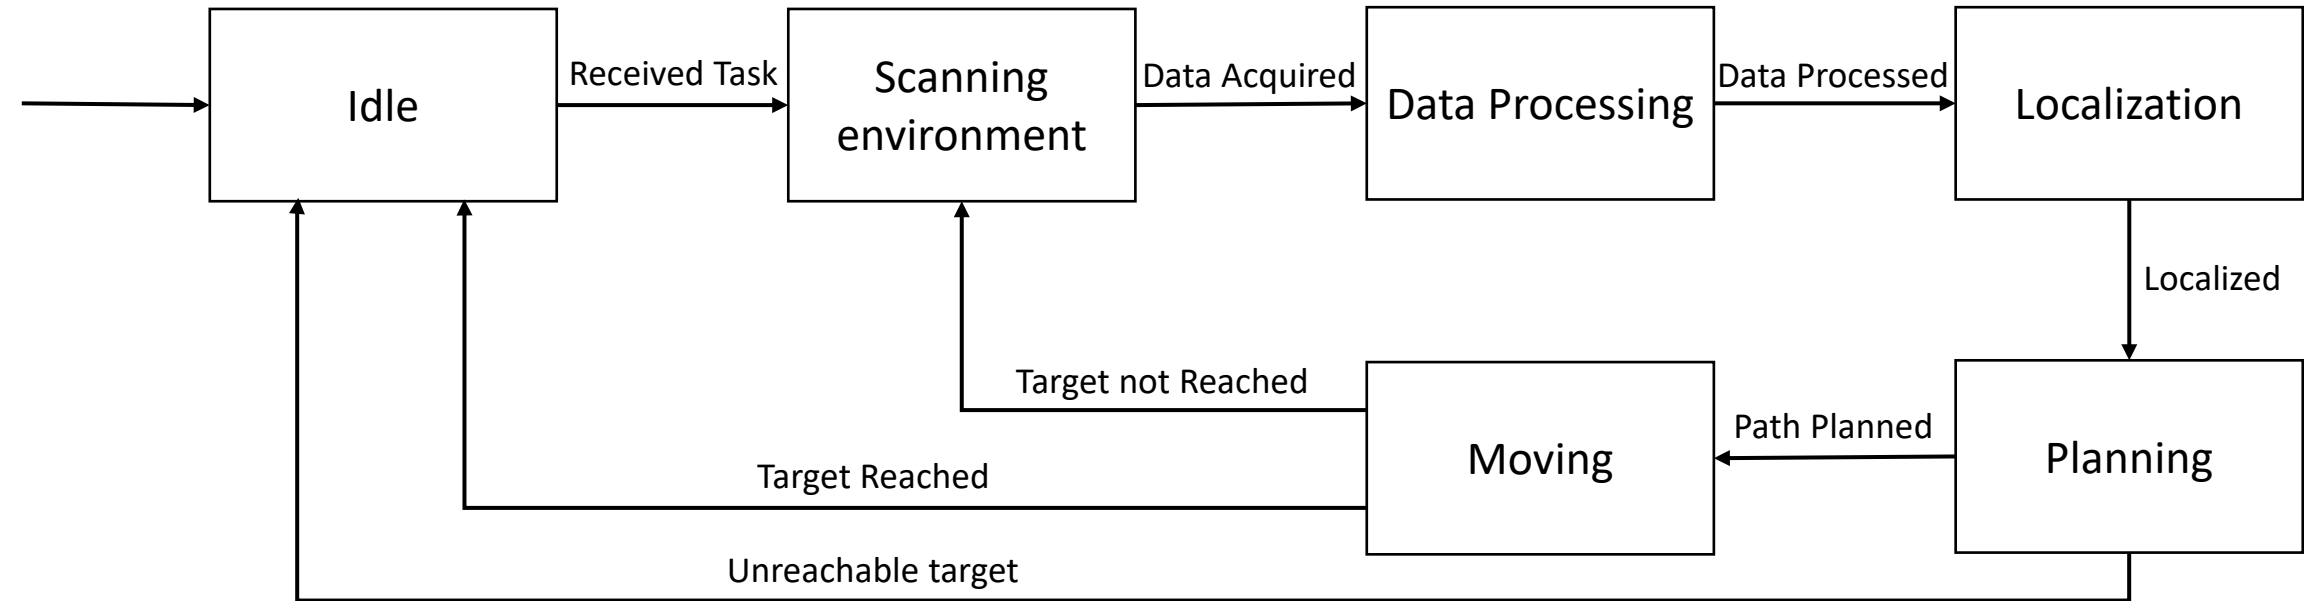 Idle
Received Task
Scanning
environment
Data Acquired
Data Processing
Data Processed
Localization
Localized
Planning
Path Planned
Moving
Target not Reached
Target Reached
Unreachable target